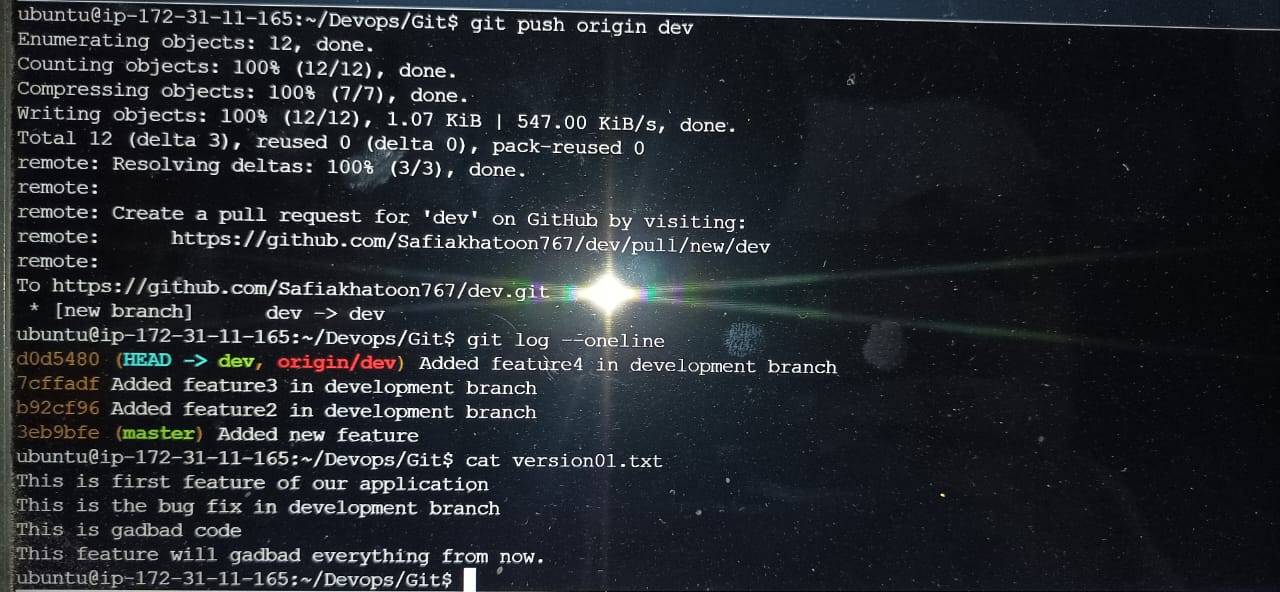 ubuntu@ip-172-31-11-165:~/Devops/Git$ git push origin dev
Enumerating objects: 12, done.
Counting objects: 100% (12/12), done.
Compressing objects: 100% (7/7), done.
Writing objects: 100% (12/12), 1.07 KiB | 547.00 KiB/s, done.
Total 12 (delta 3), reused 0 (delta 0), pack-reused 0
remote: Resolving deltas: 100% (3/3), done.
remote:
remote: Create a pull request for 'dev' on GitHub by visiting:
remote:      https://github.com/Safiakhatoon767/dev/pull/new/dev
remote:
To https://github.com/Safiakhatoon767/dev.git
 * [new branch]      dev -> dev
ubuntu@ip-172-31-11-165:~/Devops/Git$ git log --oneline
d0d5480 (HEAD -> dev, origin/dev) Added feature4 in development branch
7cffadf Added feature3 in development branch
b92cf96 Added feature2 in development branch
3eb9bfe (master) Added new feature
ubuntu@ip-172-31-11-165:~/Devops/Git$ cat version01.txt
This is first feature of our application
This is the bug fix in development branch
This is gadbad code
This feature will gadbad everything from now.
ubuntu@ip-172-31-11-165:~/Devops/Git$